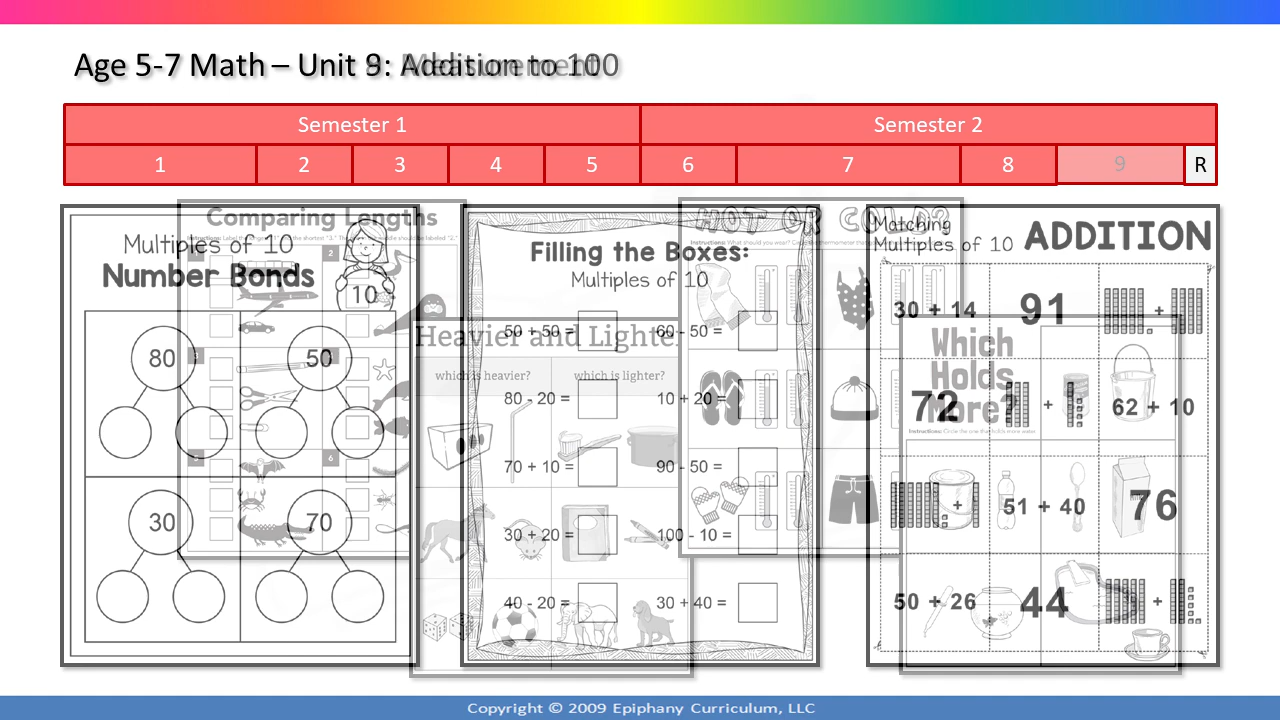 Age 5-7 Math – Unit 9: Addition to 100
Semester 1
Semester 2
1
2
3
4
5
6
7
8
9
R
Comparing Lengths
Multiples of 10
Number Bonds
10
80
50
30
70
Filling the Boxes:
Multiples of 10
50 + 50 =
60 - 50 =
80 - 20 =
10 + 20 =
70 + 10 =
90 - 50 =
30 + 20 =
100 - 10 =
40 - 20 =
30 + 40 =
Heavier and Lighter
which is heavier?
which is lighter?
HOT OR COLD?
Matching
Multiples of 10 ADDITION
30 + 14
91
+
72
+
62 + 10
+
51 + 40
76
50 + 26
44
+
Which
Holds
More?
Instructions: Circle the one that holds more water.
Copyright © 2009 Epiphany Curriculum, LLC